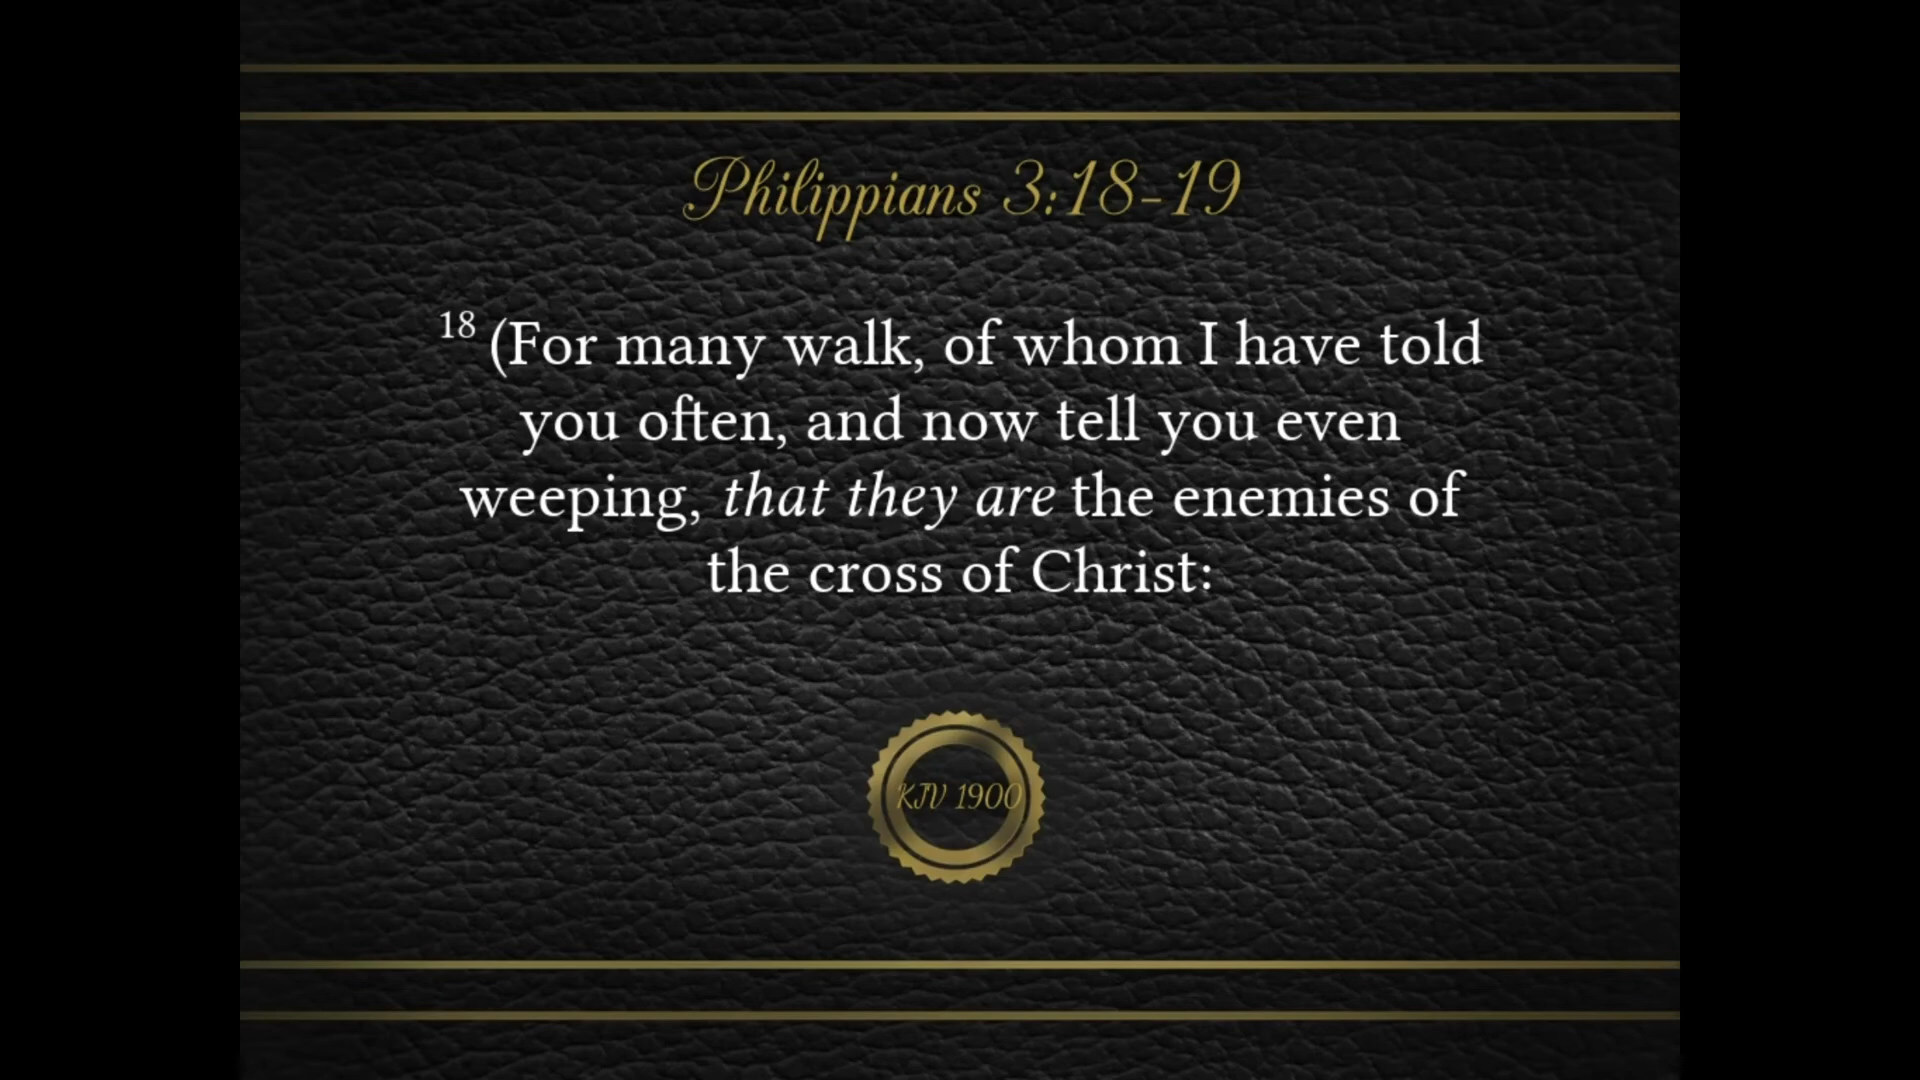 Philippians 3:18-19
18 (For many walk, of whom I have told
you often, and now tell you even
weeping, that they are the enemies of
the cross of Christ:
KJV 1900